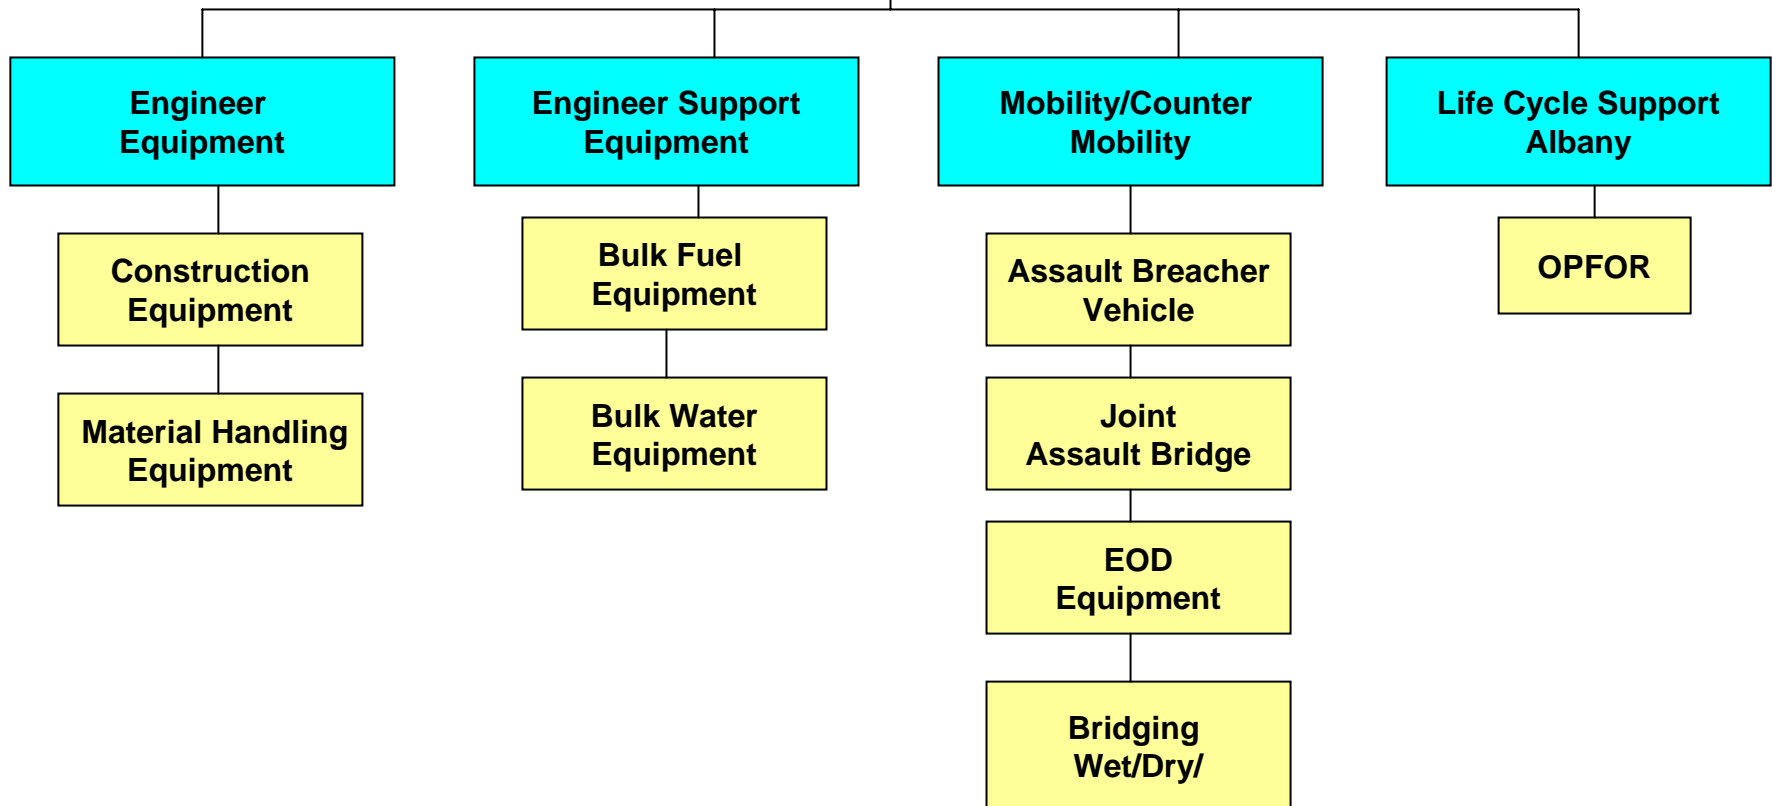 Engineer
Equipment
Engineer Support
Equipment
Mobility/Counter
Mobility
Life Cycle Support
Albany
Construction
Equipment
Material Handling
Equipment
Bulk Fuel
Equipment
Bulk Water
Equipment
Assault Breacher
Vehicle
Joint
Assault Bridge
EOD
Equipment
Bridging
Wet/Dry/
OPFOR